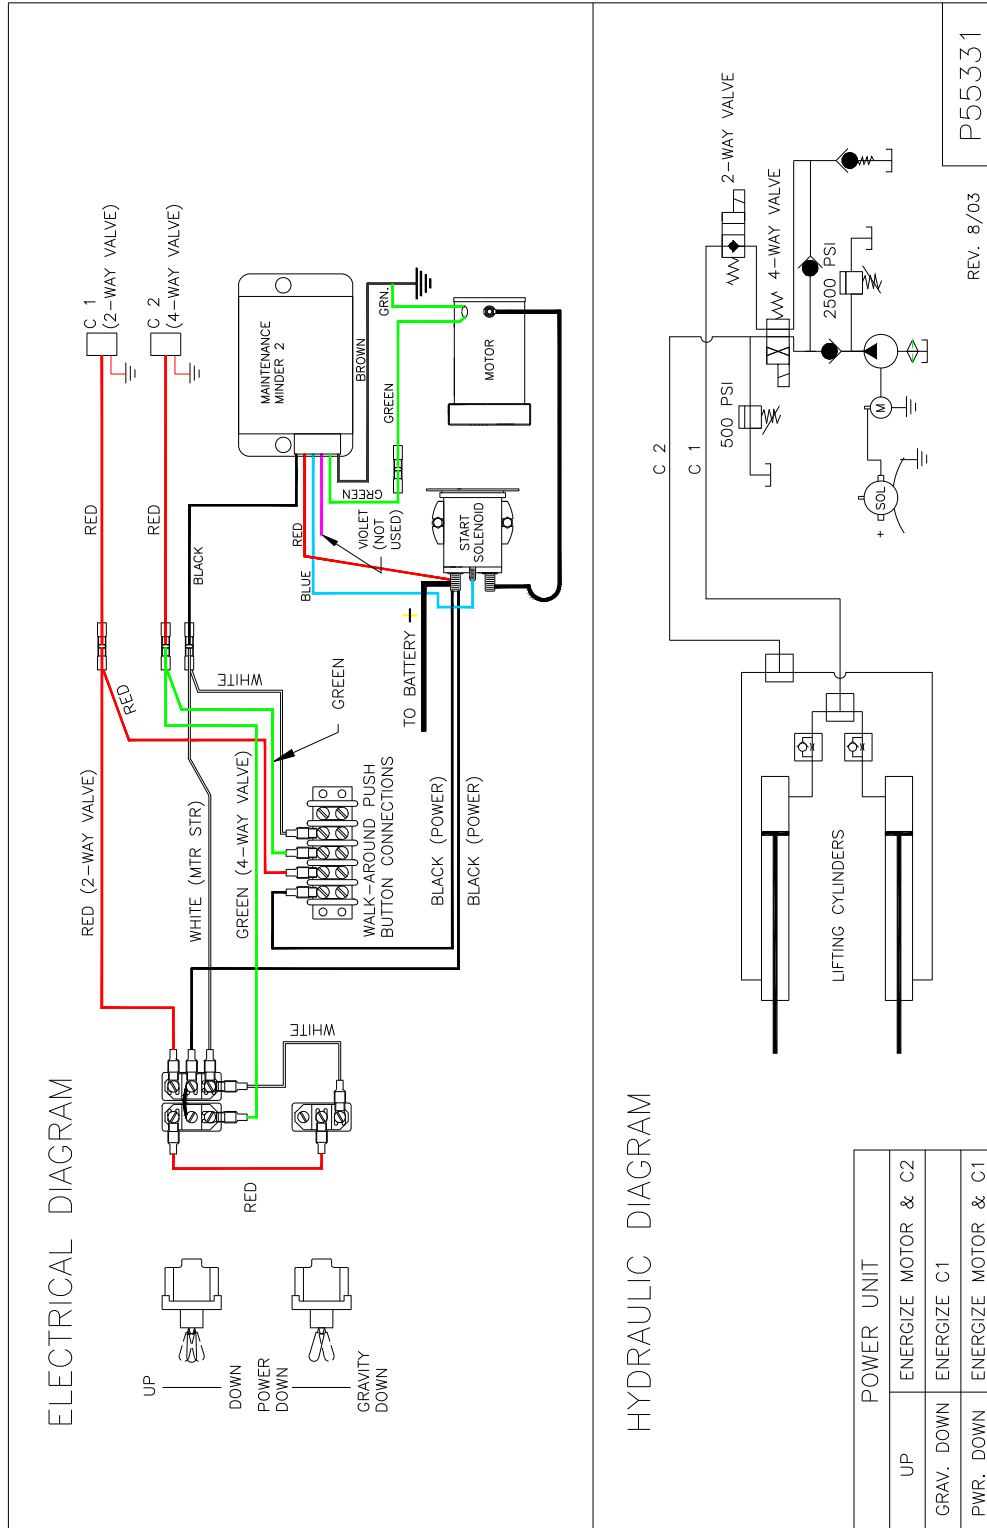 ELECTRICAL DIAGRAM
UP
DOWN
POWER
DOWN
GRAVITY
DOWN
RED
WHITE
RED (2-WAY VALVE)
WHITE (MTR STR)
GREEN (4-WAY VALVE)
RED
WALK-AROUND PUSH
BUTTON CONNECTIONS
WHITE
GREEN
BLACK (POWER)
BLACK (POWER)
TO BATTERY +
RED
RED
BLACK
C 1
(2-WAY VALVE)
C 2
(4-WAY VALVE)
MAINTENANCE
MINDER 2
RED
BLUE
VIOLET
(NOT
USED)
GREEN
BROWN
GREEN
GRN.
START
SOLENOID
MOTOR
HYDRAULIC DIAGRAM
LIFTING CYLINDERS
C 2
C 1
500 PSI
2-WAY VALVE
4-WAY VALVE
2500 PSI
+
SOL
M
POWER UNIT
UP ENERGIZE MOTOR & C2
GRAV. DOWN ENERGIZE C1
PWR. DOWN ENERGIZE MOTOR & C1
REV. 8/03
P55331